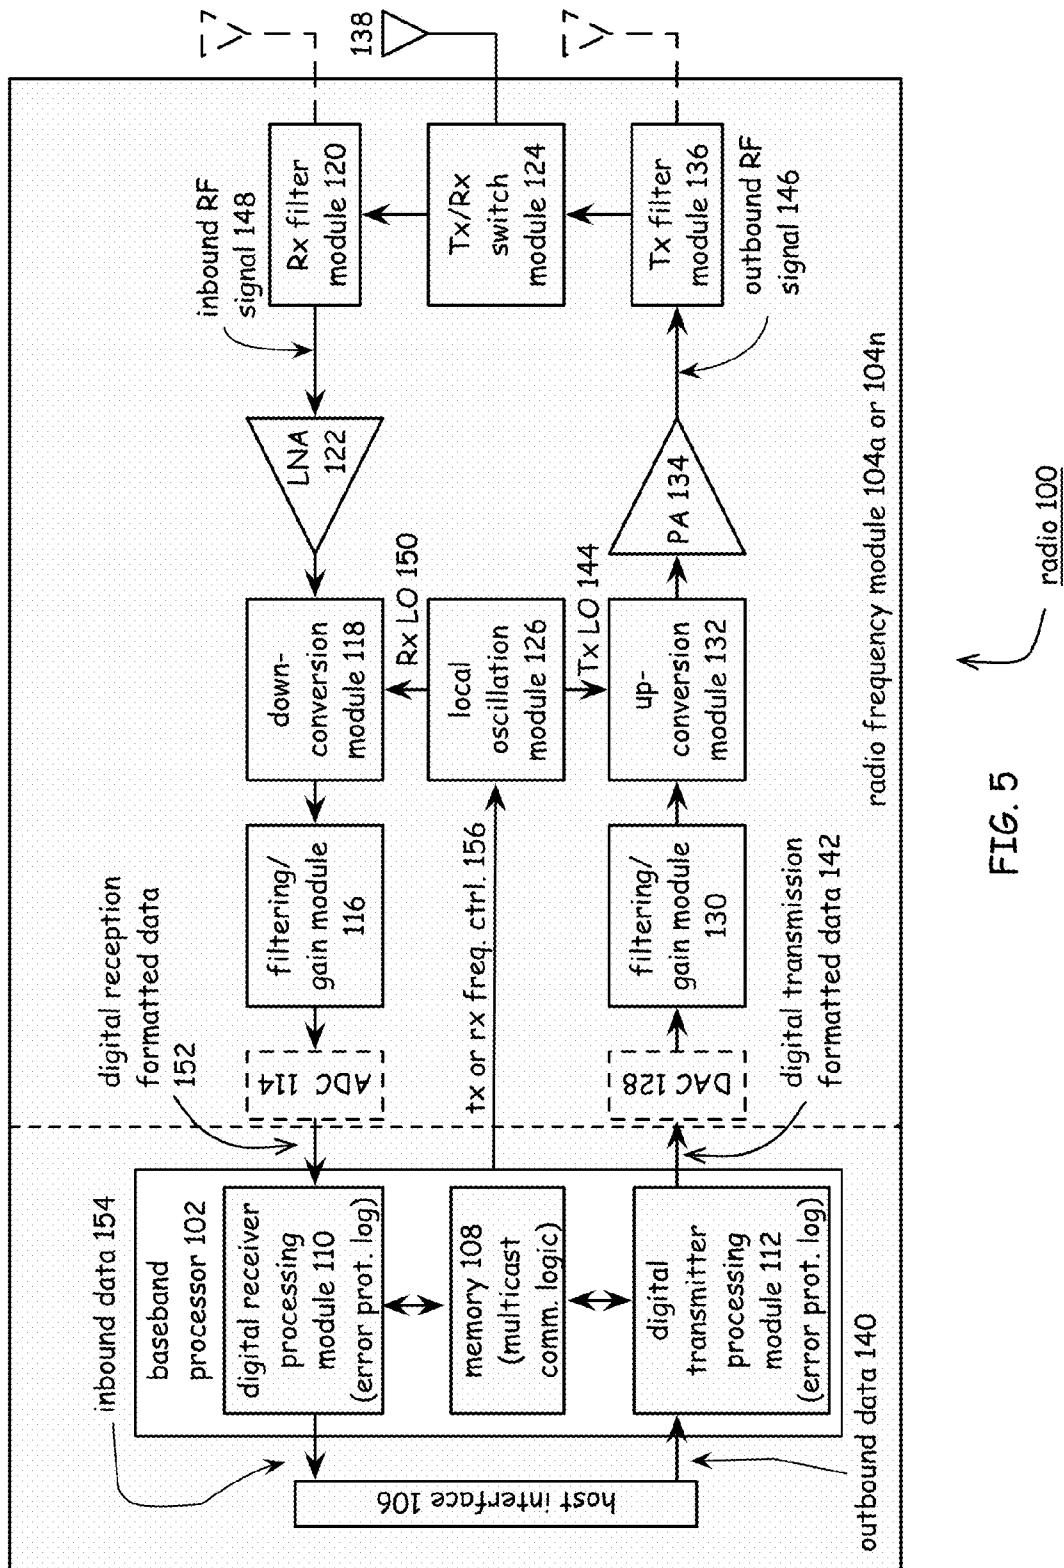 inbound data 154
digital reception
formatted data
152
inbound RF
signal 148
baseband
processor 102
digital receiver
processing
module 110
(error prot. log)
ADC 114
filtering/
gain module
116
down-
conversion
module 118
LNA
122
Rx filter
module 120
138
Rx LO 150
host interface 106
memory 108
(multicast
comm. logic)
tx or rx freq. ctrl. 156
local
oscillation
module 126
Tx/Rx
switch
module 124
Tx LO 144
digital
transmitter
processing
module 112
(error prot. log)
DAC 128
filtering/
gain module
130
up-
conversion
module 132
PA 134
Tx filter
module 136
outbound data 140
digital transmission
formatted data 142
outbound RF
signal 146
radio frequency module 104a or 104n
FIG. 5
radio 100